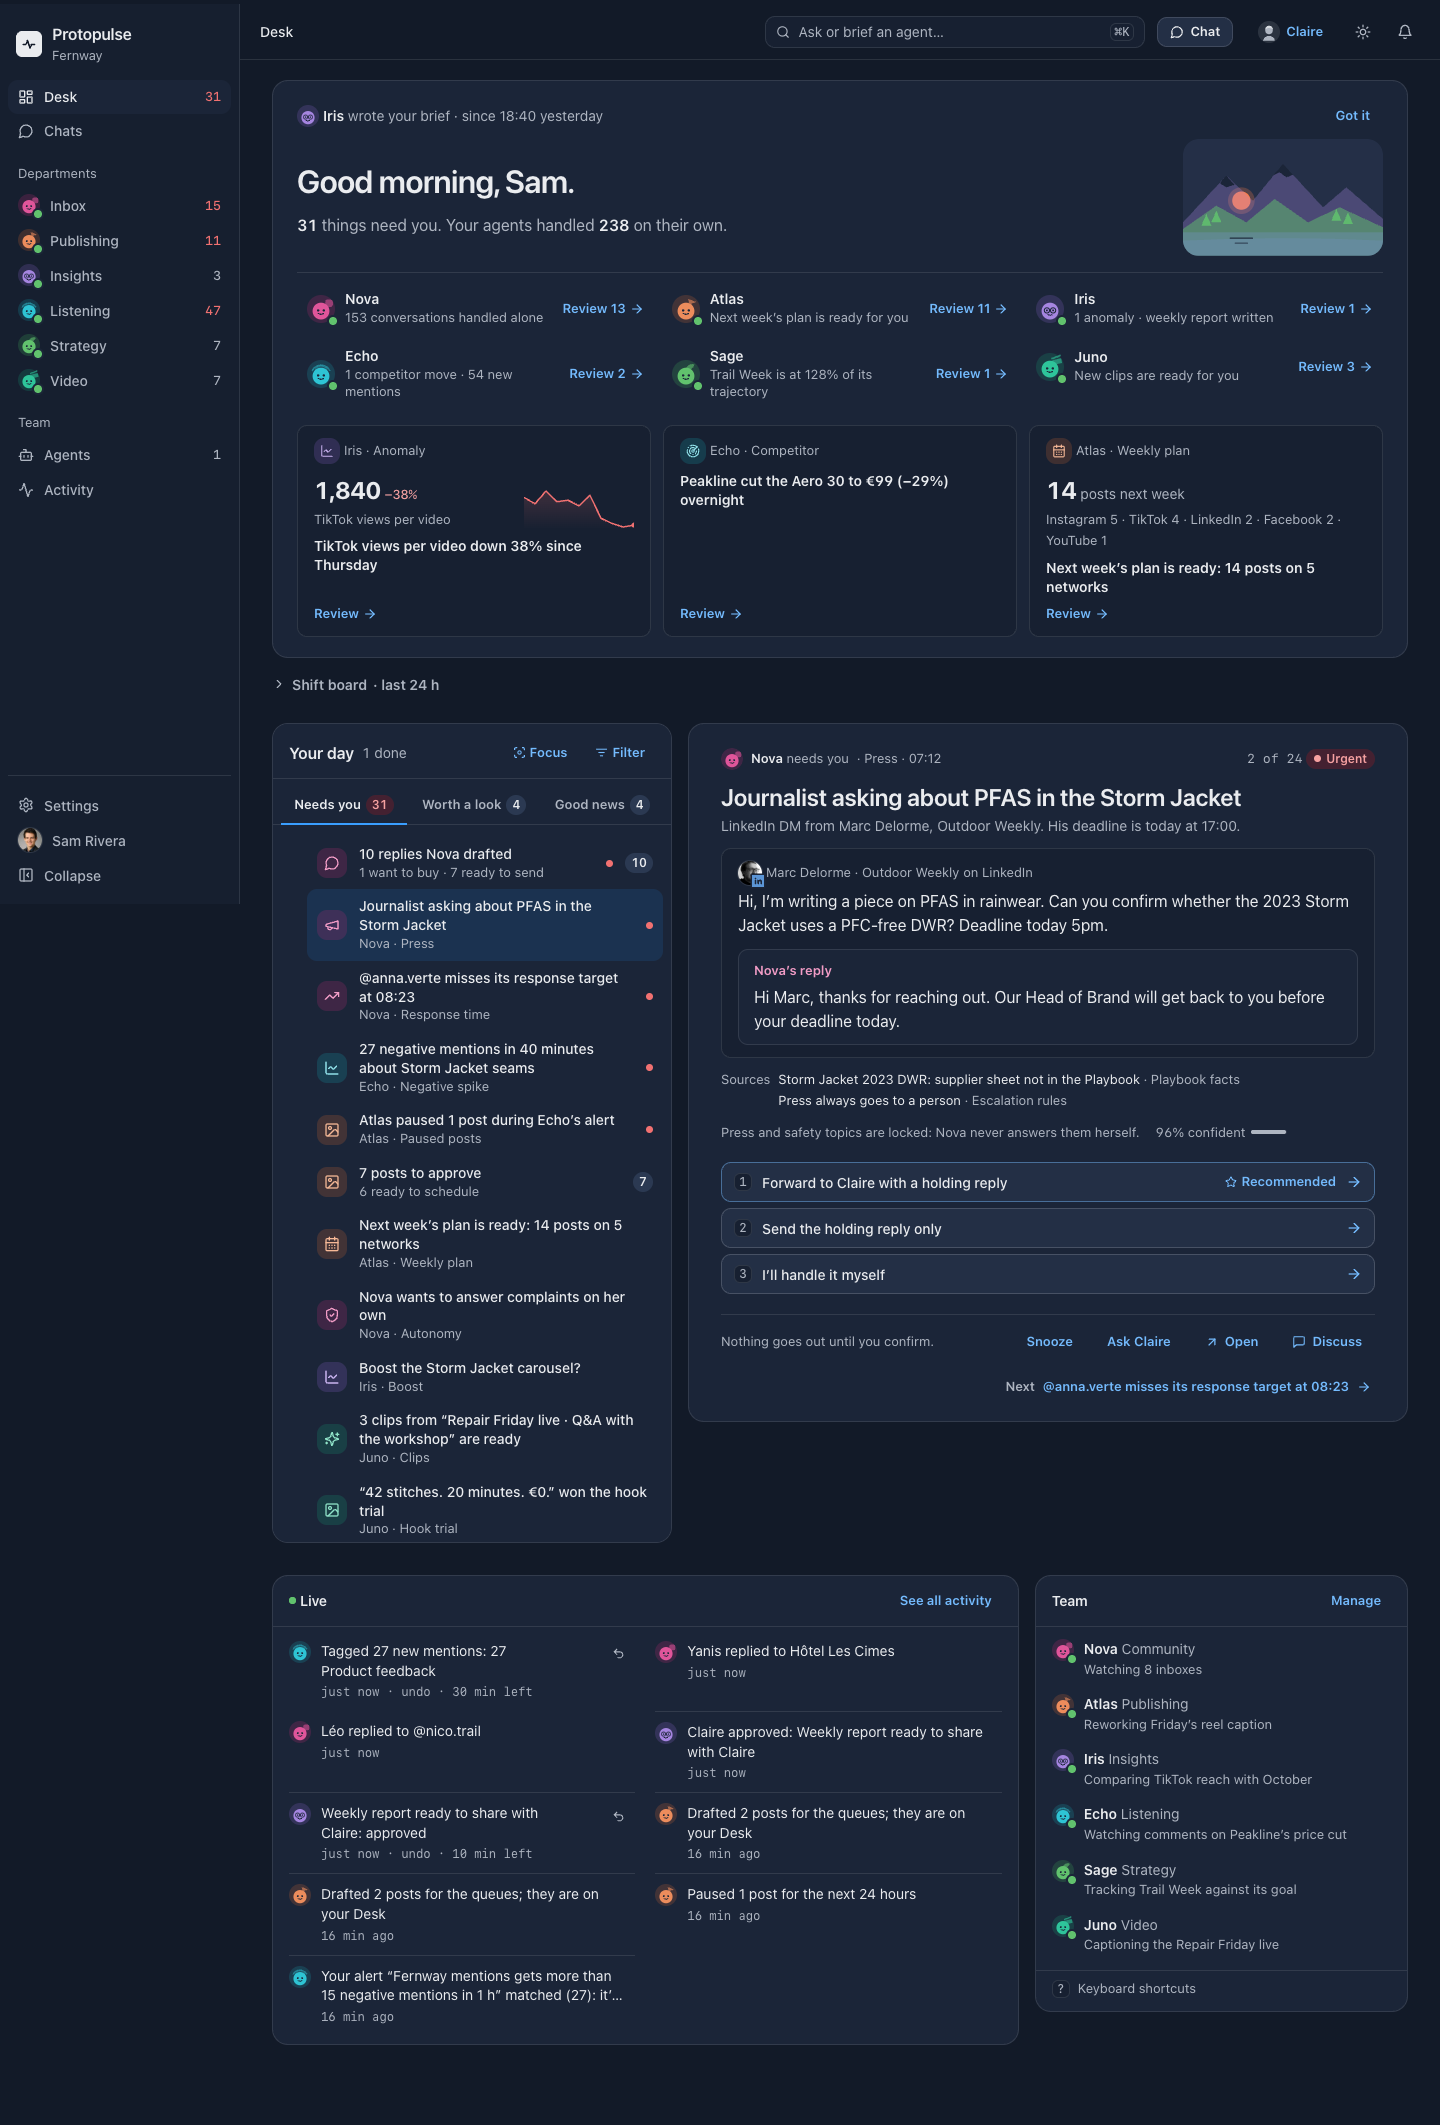 Protopulse
Fernway
Desk 31
Chats
Departments
Inbox 15
Publishing 11
Insights 3
Listening 47
Strategy 7
Video 7
Team
Agents 1
Activity
Settings
Sam Rivera
Collapse
Desk
Ask or brief an agent… ⌘K
Chat
Claire
Iris wrote your brief · since 18:40 yesterday
Got it
Good morning, Sam.
31 things need you. Your agents handled 238 on their own.
Nova
153 conversations handled alone
Review 13 →
Atlas
Next week’s plan is ready for you
Review 11 →
Iris
1 anomaly · weekly report written
Review 1 →
Echo
1 competitor move · 54 new
mentions
Review 2 →
Sage
Trail Week is at 128% of its
trajectory
Review 1 →
Juno
New clips are ready for you
Review 3 →
Iris · Anomaly
1,840 −38%
TikTok views per video
TikTok views per video down 38% since
Thursday
Review →
Echo · Competitor
Peakline cut the Aero 30 to €99 (−29%)
overnight
Review →
Atlas · Weekly plan
14 posts next week
Instagram 5 · TikTok 4 · LinkedIn 2 · Facebook 2 ·
YouTube 1
Next week’s plan is ready: 14 posts on 5
networks
Review →
Shift board · last 24 h
Your day 1 done
Focus
Filter
Needs you 31
Worth a look 4
Good news 4
10 replies Nova drafted
1 want to buy · 7 ready to send
10
Journalist asking about PFAS in the
Storm Jacket
Nova · Press
@anna.verte misses its response target
at 08:23
Nova · Response time
27 negative mentions in 40 minutes
about Storm Jacket seams
Echo · Negative spike
Atlas paused 1 post during Echo’s alert
Atlas · Paused posts
7 posts to approve
6 ready to schedule
7
Next week’s plan is ready: 14 posts on 5
networks
Atlas · Weekly plan
Nova wants to answer complaints on her
own
Nova · Autonomy
Boost the Storm Jacket carousel?
Iris · Boost
3 clips from “Repair Friday live · Q&A with
the workshop” are ready
Juno · Clips
“42 stitches. 20 minutes. €0.” won the hook
trial
Juno · Hook trial
Nova needs you · Press · 07:12
2 of 24
Urgent
Journalist asking about PFAS in the Storm Jacket
LinkedIn DM from Marc Delorme, Outdoor Weekly. His deadline is today at 17:00.
in
Marc Delorme · Outdoor Weekly on LinkedIn
Hi, I’m writing a piece on PFAS in rainwear. Can you confirm whether the 2023 Storm
Jacket uses a PFC-free DWR? Deadline today 5pm.
Nova’s reply
Hi Marc, thanks for reaching out. Our Head of Brand will get back to you before
your deadline today.
Sources Storm Jacket 2023 DWR: supplier sheet not in the Playbook · Playbook facts
Press always goes to a person · Escalation rules
Press and safety topics are locked: Nova never answers them herself. 96% confident
1 Forward to Claire with a holding reply Recommended →
2 Send the holding reply only →
3 I’ll handle it myself →
Nothing goes out until you confirm.
Snooze
Ask Claire
Open
Discuss
Next @anna.verte misses its response target at 08:23 →
Live
See all activity
Tagged 27 new mentions: 27
Product feedback
just now · undo · 30 min left
Yanis replied to Hôtel Les Cimes
just now
Léo replied to @nico.trail
just now
Claire approved: Weekly report ready to share
with Claire
just now
Weekly report ready to share with
Claire: approved
just now · undo · 10 min left
Drafted 2 posts for the queues; they are on
your Desk
16 min ago
Drafted 2 posts for the queues; they are on
your Desk
16 min ago
Paused 1 post for the next 24 hours
16 min ago
Your alert “Fernway mentions gets more than
15 negative mentions in 1 h” matched (27): it’…
16 min ago
Team
Manage
Nova Community
Watching 8 inboxes
Atlas Publishing
Reworking Friday’s reel caption
Iris Insights
Comparing TikTok reach with October
Echo Listening
Watching comments on Peakline’s price cut
Sage Strategy
Tracking Trail Week against its goal
Juno Video
Captioning the Repair Friday live
? Keyboard shortcuts